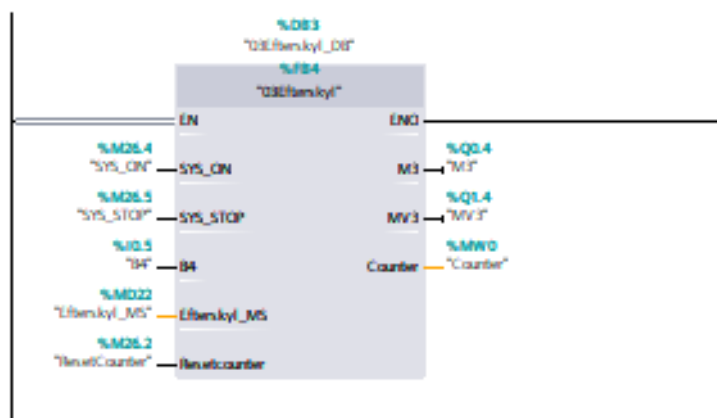 %DB3
"03Efterskyl_DB"
%FB4
"03Efterskyl"
EN
ENO
%M26.4
"SYS_ON"
SYS_ON
M3
%Q0.4
"M3"
%M26.5
"SYS_STOP"
SYS_STOP
MV3
%Q1.4
"MV3"
%I0.5
"B4"
B4
Counter
%MW0
"Counter"
%MD22
"Efterskyl_MS"
Efterskyl_MS
%M26.2
"ResetCounter"
Resetcounter